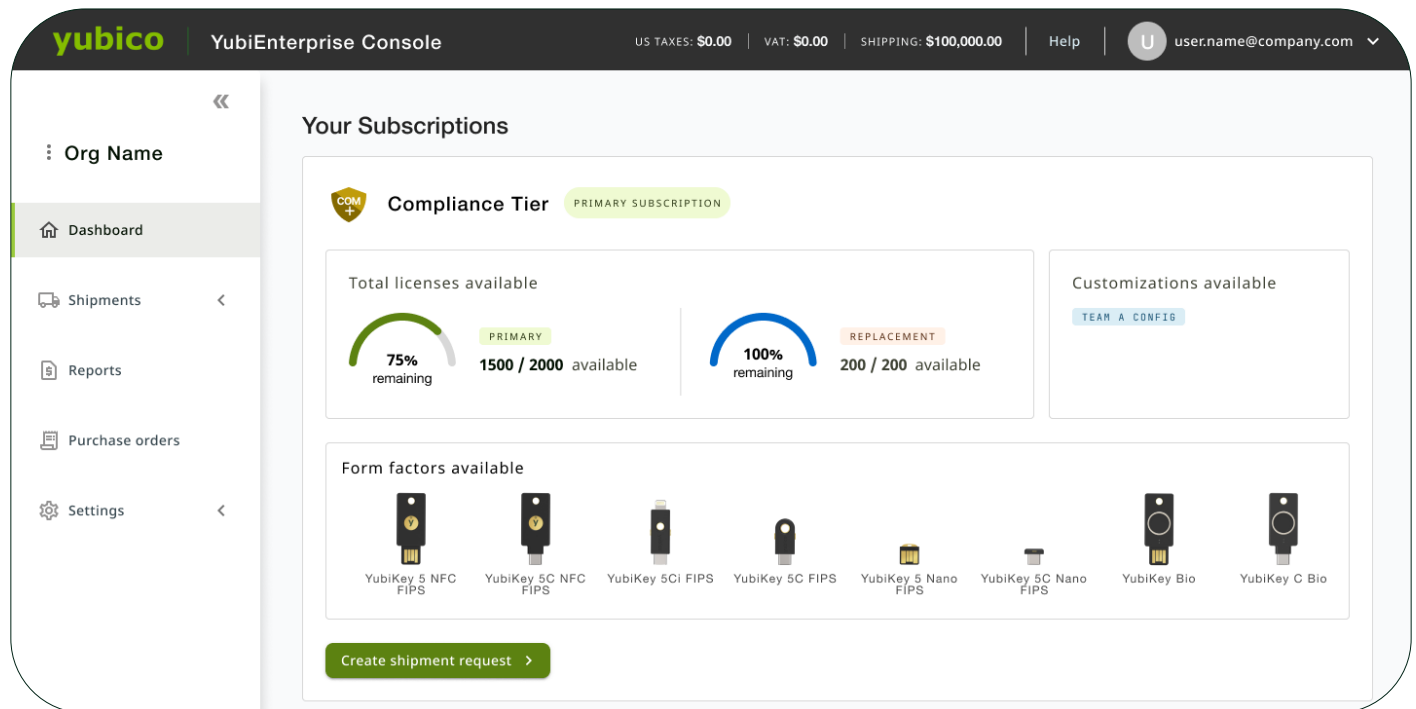 yubico
YubiEnterprise Console
US TAXES: $0.00
VAT: $0.00
SHIPPING: $100,000.00
Help
U
user.name@company.com
Org Name
Dashboard
Shipments
Reports
Purchase orders
Settings
Your Subscriptions
COM
+
Compliance Tier
PRIMARY SUBSCRIPTION
Total licenses available
75%
remaining
PRIMARY
1500 / 2000 available
100%
remaining
REPLACEMENT
200 / 200 available
Customizations available
TEAM A CONFIG
Form factors available
Y
Y
YubiKey 5 NFC
FIPS
YubiKey 5C NFC
FIPS
YubiKey 5Ci FIPS
YubiKey 5C FIPS
YubiKey 5 Nano
FIPS
YubiKey 5C Nano
FIPS
YubiKey Bio
YubiKey C Bio
Create shipment request